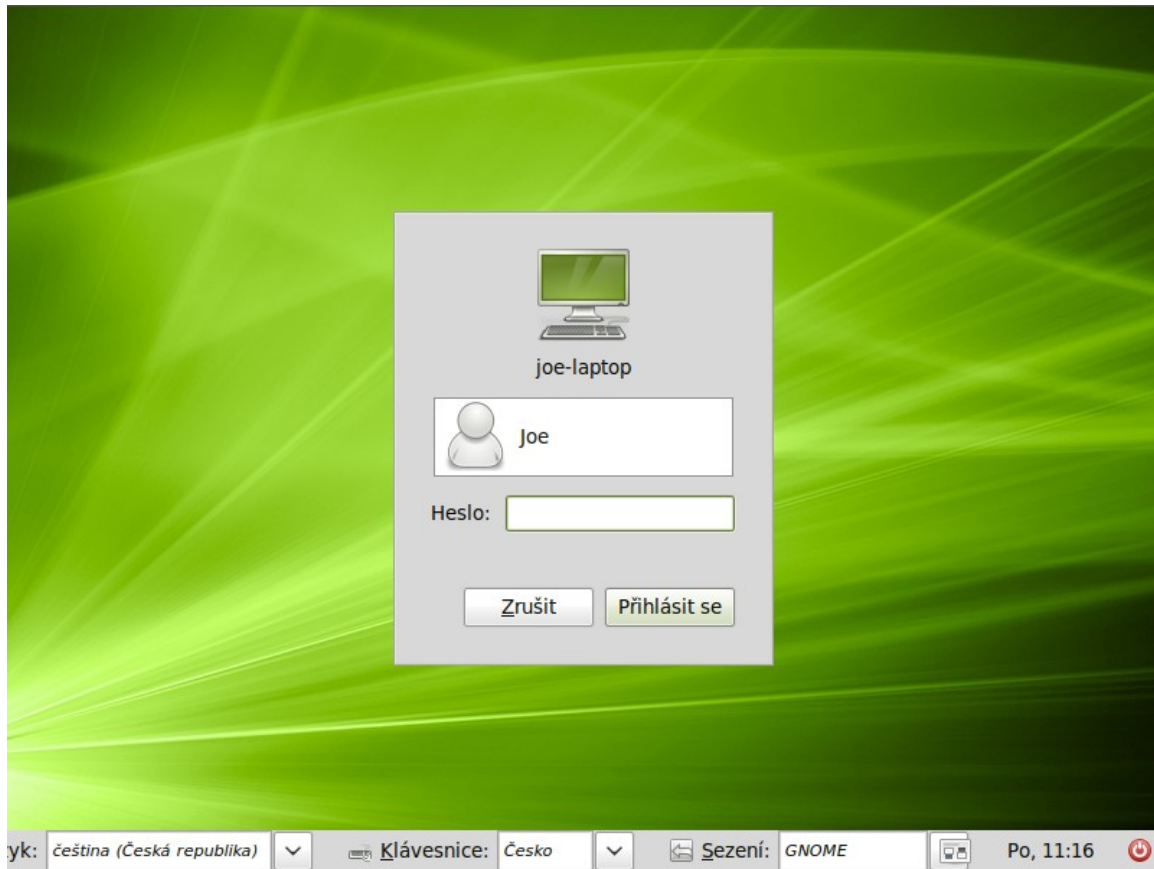 joe-laptop
Joe
Heslo:
Zrušit Přihlásit se
yk: čeština (Česká republika) Klávesnice: Česko Sezení: GNOME Po, 11:16